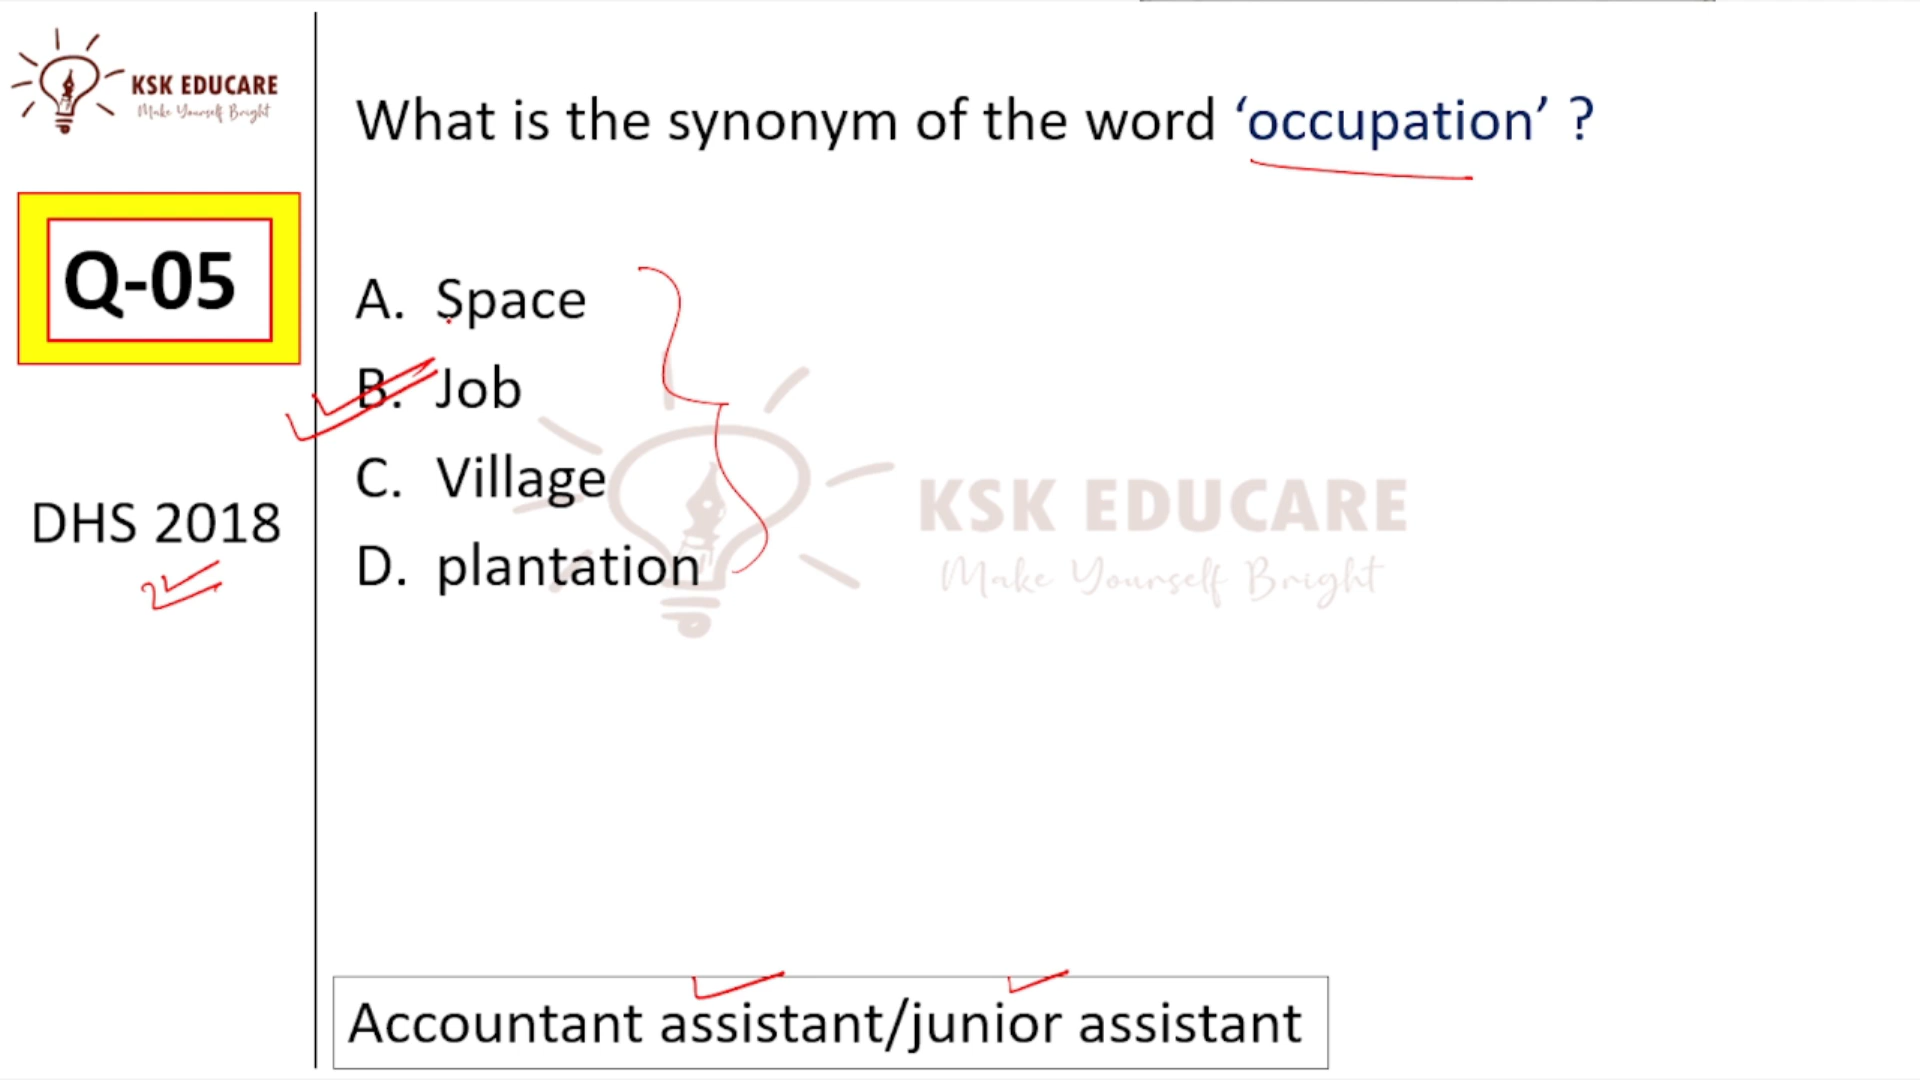 KSK EDUCARE
Make Yourself Bright
What is the synonym of the word ‘occupation’ ?
Q-05
A. Space
B. Job
C. Village
D. plantation
DHS 2018
KSK EDUCARE
Make Yourself Bright
Accountant assistant/junior assistant